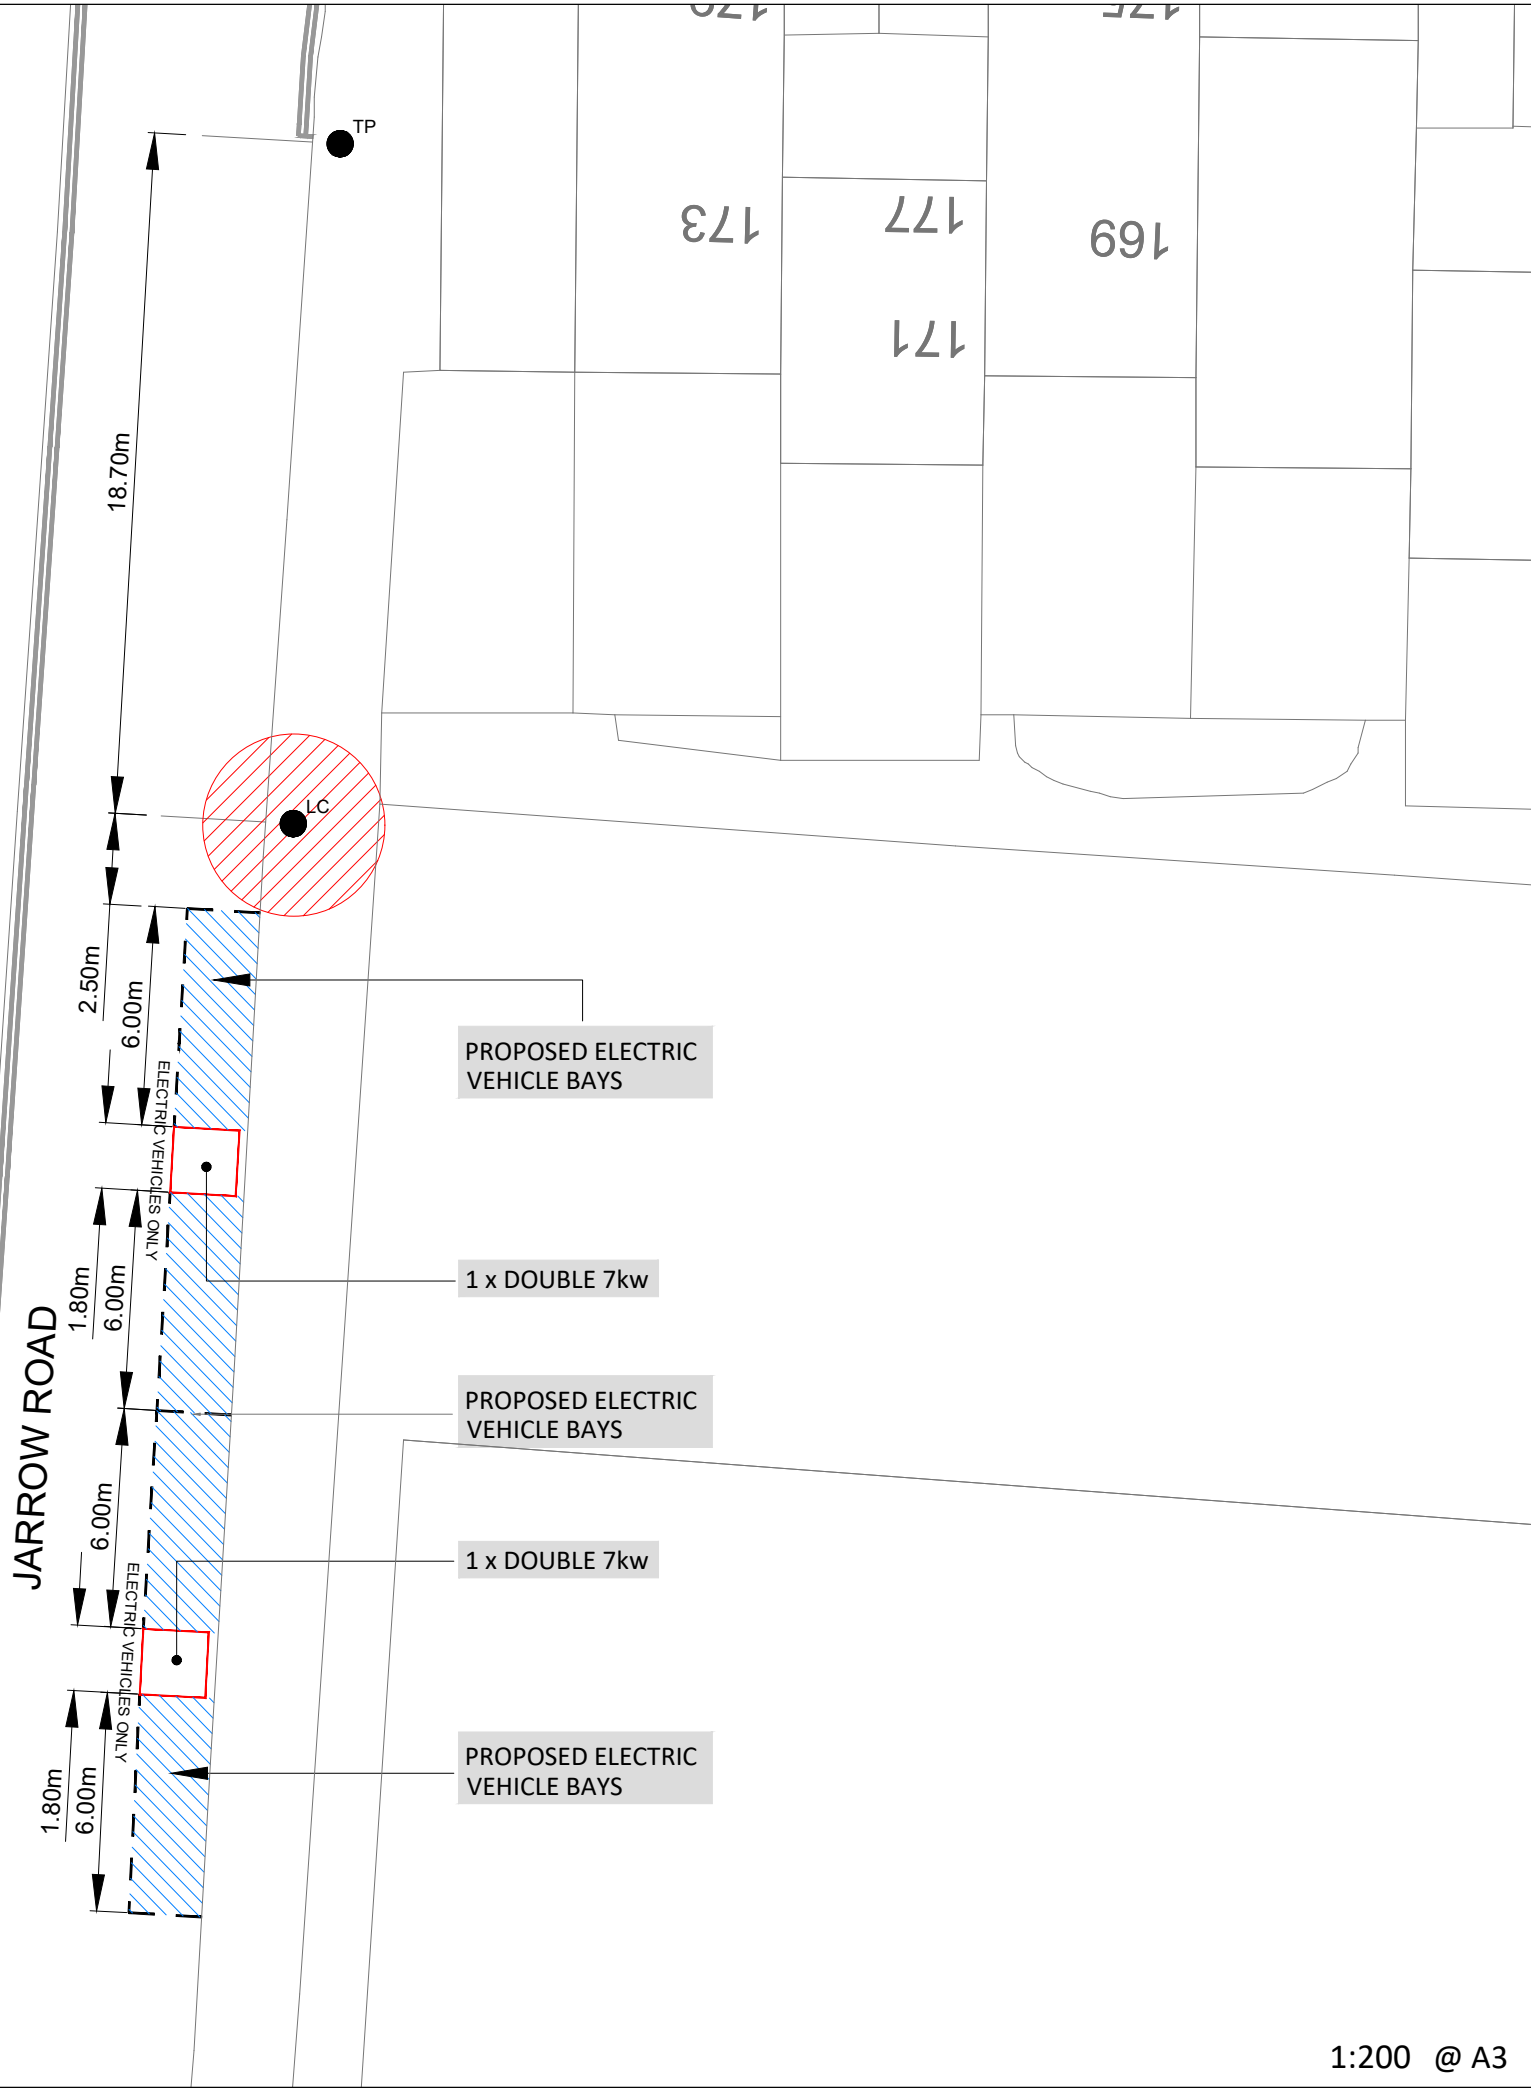 175
TP
173
177
169
171
18.70m
LC
2.50m
6.00m
PROPOSED ELECTRIC
VEHICLE BAYS
ELECTRIC VEHICLES ONLY
1.80m
6.00m
1 x DOUBLE 7kw
JARROW ROAD
PROPOSED ELECTRIC
VEHICLE BAYS
6.00m
1 x DOUBLE 7kw
ELECTRIC VEHICLES ONLY
1.80m
6.00m
PROPOSED ELECTRIC
VEHICLE BAYS
1:200 @ A3